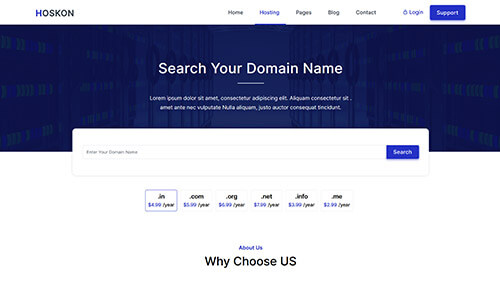 HOSKON
Home Hosting Pages Blog Contact Login Support
Search Your Domain Name
Lorem ipsum dolor sit amet, consectetur adipiscing elit. Aliquam consectetur sit ,
amet ante nec vulputate Nulla aliquam, justo auctor consequat tincidunt.
Enter Your Domain Name Search
.in .com .org .net .info .me
$4.99 /year $5.99 /year $6.99 /year $7.99 /year $3.99 /year $2.99 /year
About Us
Why Choose US